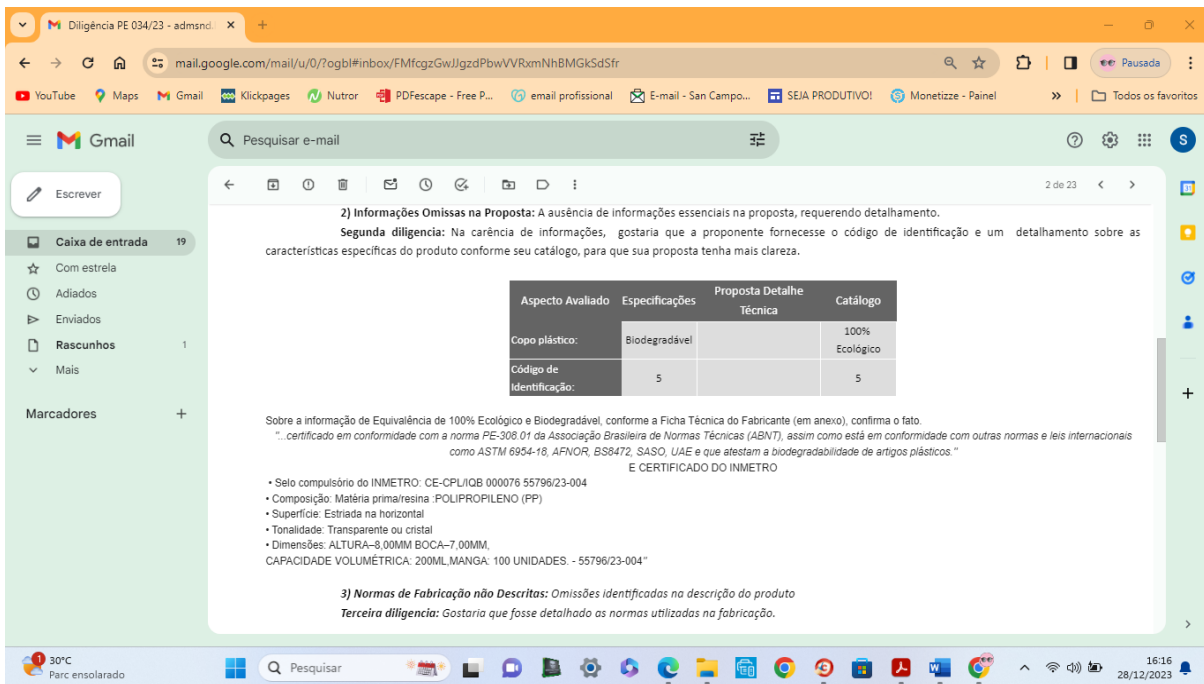 Diligência PE 034/23 - admsnd.
mail.google.com/mail/u/0/?ogbl#inbox/FMfcgzGwJJgzdPbwVVRxmNhBMGkSdSfr
Pausada
YouTube Maps Gmail Klickpages Nutror PDFescape - Free P... email profissional E-mail - San Campo... SEJA PRODUTIVO! Monetizze - Painel » Todos os favoritos
Gmail
Pesquisar e-mail
S
Escrever
2 de 23
Caixa de entrada 19
Com estrela
Adiados
Enviados
Rascunhos 1
Mais
Marcadores +
2) Informações Omissas na Proposta: A ausência de informações essenciais na proposta, requerendo detalhamento.
Segunda diligencia: Na carência de informações, gostaria que a proponente fornecesse o código de identificação e um detalhamento sobre as
características específicas do produto conforme seu catálogo, para que sua proposta tenha mais clareza.
Aspecto Avaliado Especificações Proposta Detalhe Técnica Catálogo
Copo plástico: Biodegradável 100% Ecológico
Código de Identificação: 5 5
Sobre a informação de Equivalência de 100% Ecológico e Biodegradável, conforme a Ficha Técnica do Fabricante (em anexo), confirma o fato.
"...certificado em conformidade com a norma PE-308.01 da Associação Brasileira de Normas Técnicas (ABNT), assim como está em conformidade com outras normas e leis internacionais
como ASTM 6954-18, AFNOR, BS8472, SASO, UAE e que atestam a biodegradabilidade de artigos plásticos."
E CERTIFICADO DO INMETRO
• Selo compulsório do INMETRO: CE-CPL/IQB 000076 55796/23-004
• Composição: Matéria prima/resina :POLIPROPILENO (PP)
• Superfície: Estriada na horizontal
• Tonalidade: Transparente ou cristal
• Dimensões: ALTURA–8,00MM BOCA–7,00MM,
CAPACIDADE VOLUMÉTRICA: 200ML,MANGA: 100 UNIDADES. - 55796/23-004"
3) Normas de Fabricação não Descritas: Omissões identificadas na descrição do produto
Terceira diligencia: Gostaria que fosse detalhado as normas utilizadas na fabricação.
1
30°C
Parc ensolarado
Pesquisar
16:16
28/12/2023